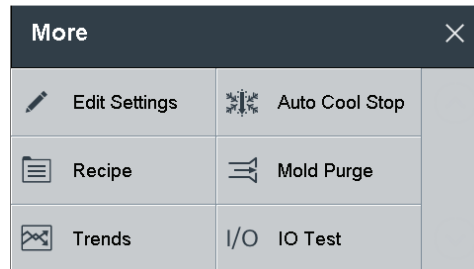 More
Edit Settings
Auto Cool Stop
Recipe
Mold Purge
Trends
I/O IO Test